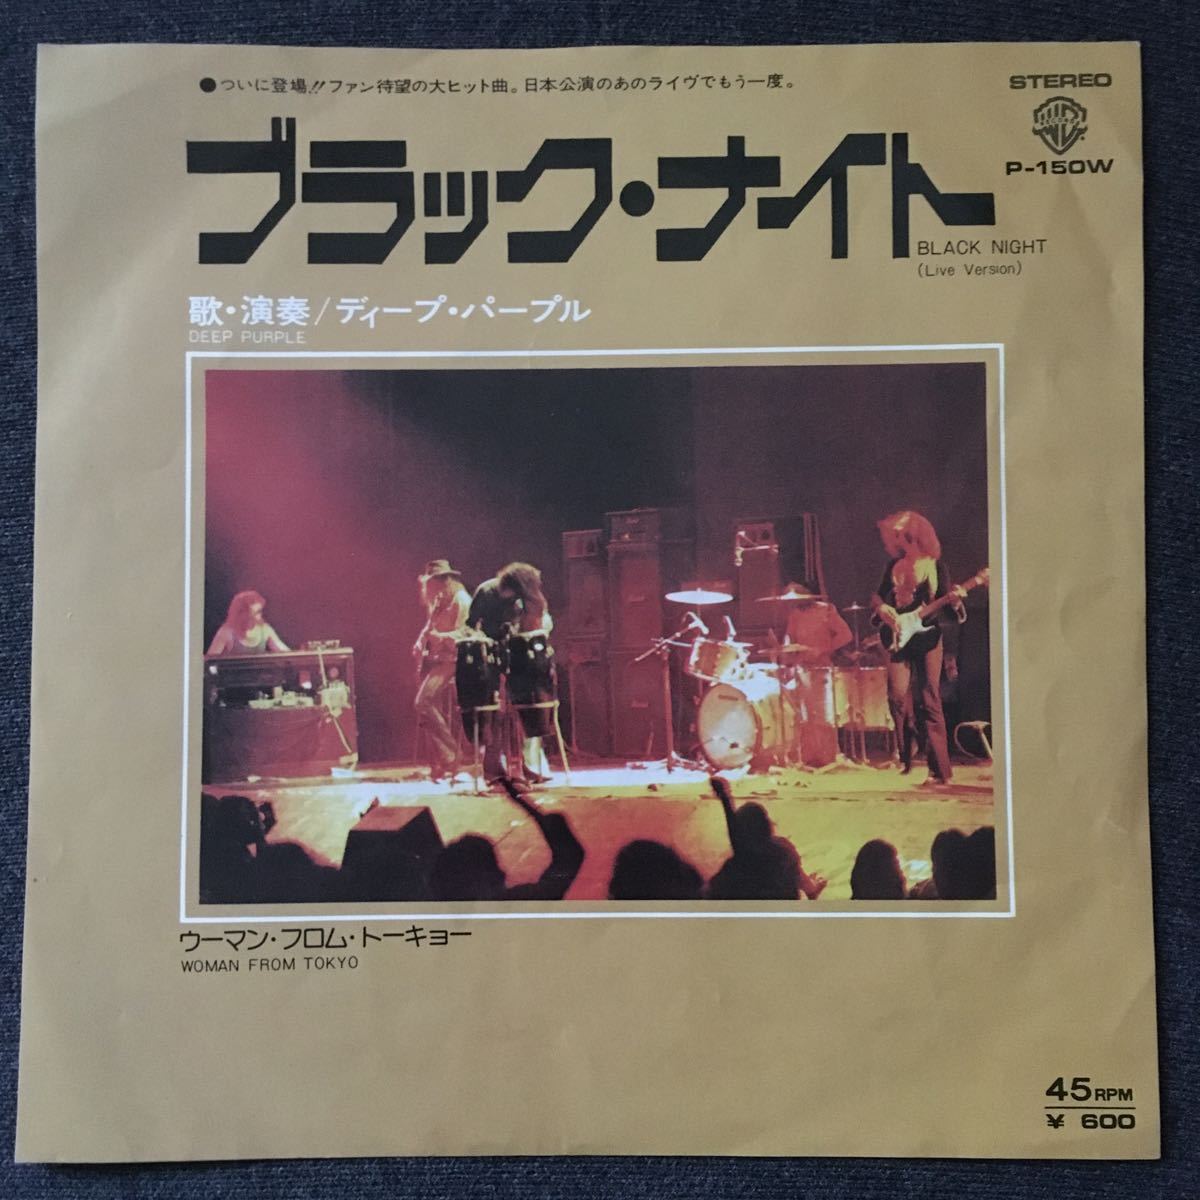 ●ついに登場!!ファン待望の大ヒット曲。日本公演のあのライヴでもう一度。
STEREO
RECORDS
P-150W
ブラック・ナイト
BLACK NIGHT
(Live Version)
歌・演奏/ディープ・パープル
DEEP PURPLE
ウーマン・フロム・トーキョー
WOMAN FROM TOKYO
45RPM
¥ 600